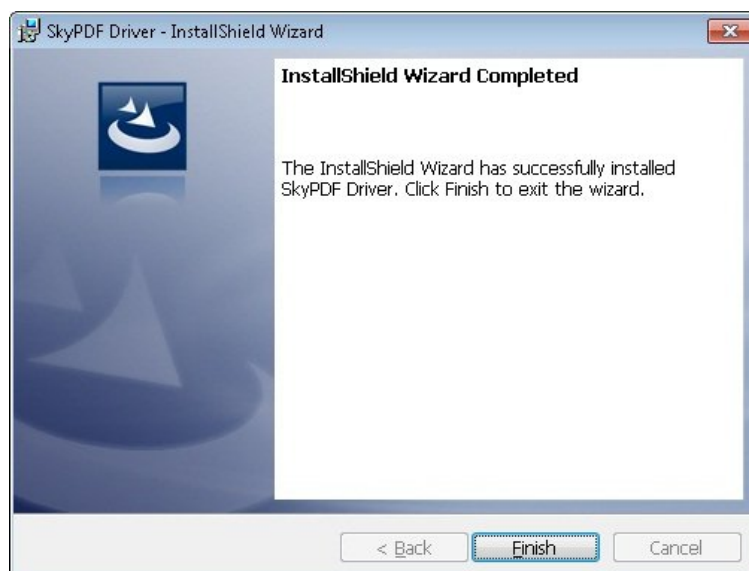 SkyPDF Driver - InstallShield Wizard
InstallShield Wizard Completed
The InstallShield Wizard has successfully installed
SkyPDF Driver. Click Finish to exit the wizard.
< Back
Finish
Cancel